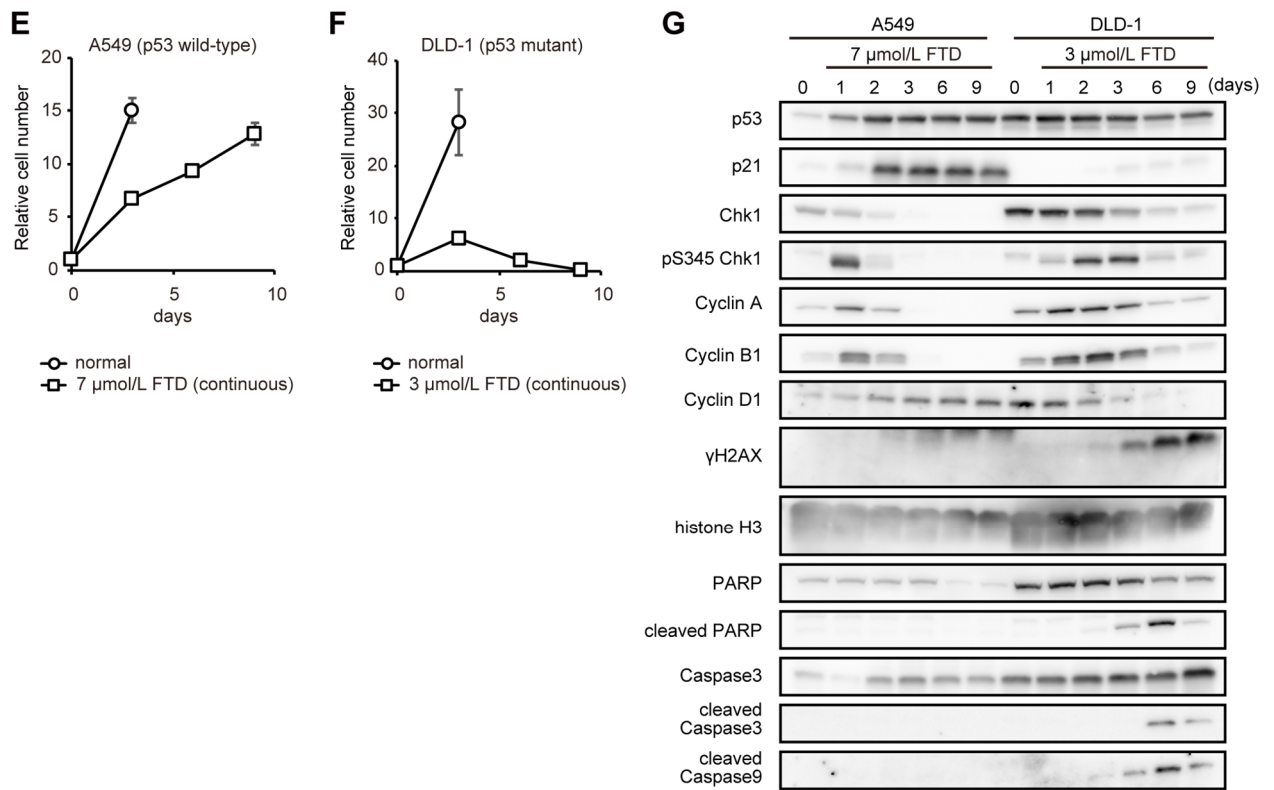 E
A549 (p53 wild-type)
Relative cell number
20
15
10
5
0
0
5
10
days
normal
7 µmol/L FTD (continuous)
F
DLD-1 (p53 mutant)
Relative cell number
40
30
20
10
0
0
5
10
days
normal
3 µmol/L FTD (continuous)
G
A549 DLD-1
7 µmol/L FTD 3 µmol/L FTD
0 1 2 3 6 9 0 1 2 3 6 9 (days)
p53
p21
Chk1
pS345 Chk1
Cyclin A
Cyclin B1
Cyclin D1
γH2AX
histone H3
PARP
cleaved PARP
Caspase3
cleaved
Caspase3
cleaved
Caspase9